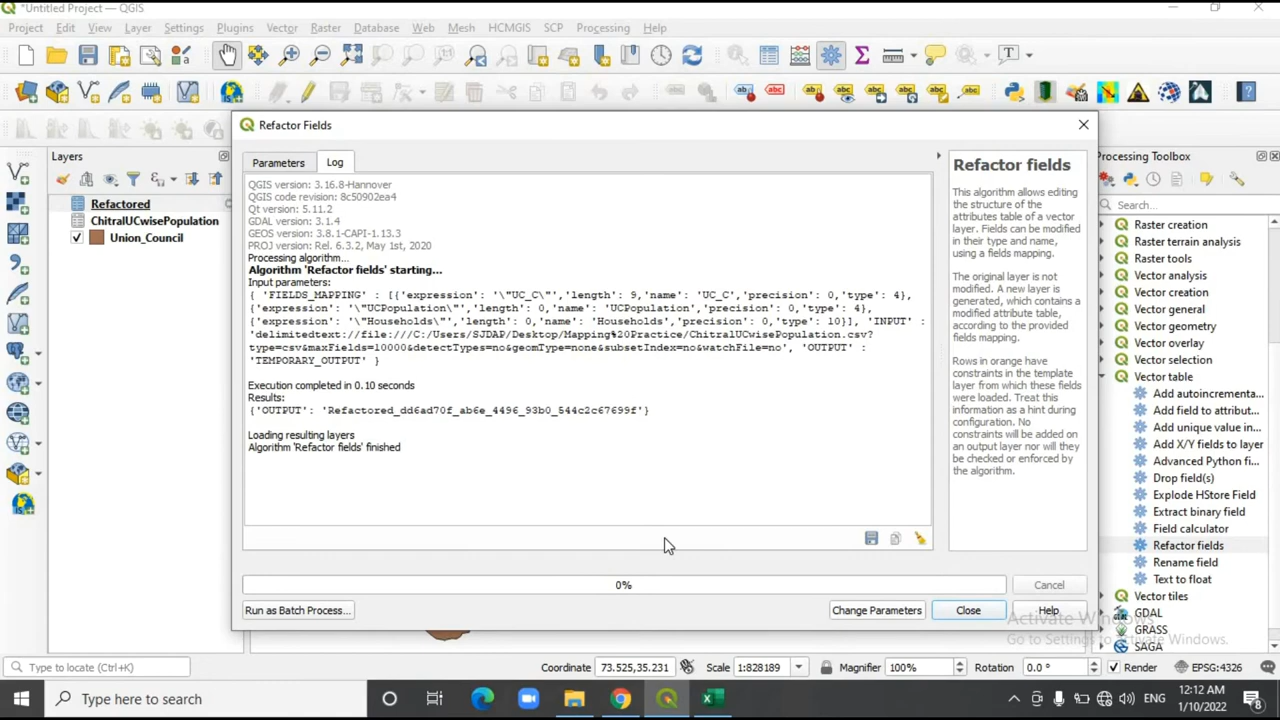 *Untitled Project — QGIS
Project Edit View Layer Settings Plugins Vector Raster Database Web Mesh HCMGIS SCP Processing Help
Refactor Fields
Layers
Processing Toolbox
Parameters Log
Refactor fields
Search...
QGIS version: 3.16.8-Hannover
QGIS code revision: 8c50902ea4
Qt version: 5.11.2
GDAL version: 3.1.4
GEOS version: 3.8.1-CAPI-1.13.3
PROJ version: Rel. 6.3.2, May 1st, 2020
Processing algorithm…
Algorithm 'Refactor fields' starting…
Input parameters:
{ 'FIELDS_MAPPING' : [{'expression': '\"UC_C\"','length': 9,'name': 'UC_C','precision': 0,'type': 4},
{'expression': '\"UCPopulation\"','length': 0,'name': 'UCPopulation','precision': 0,'type': 4},
{'expression': '\"Households\"','length': 0,'name': 'Households','precision': 0,'type': 10}], 'INPUT' :
'delimitedtext://file:///C:/Users/SJDAP/Desktop/Mapping%20Practice/ChitralUCwisePopulation.csv?
type=csv&maxFields=10000&detectTypes=no&geomType=none&subsetIndex=no&watchFile=no', 'OUTPUT' :
'TEMPORARY_OUTPUT' }
Execution completed in 0.10 seconds
Results:
{'OUTPUT': 'Refactored_dd6ad70f_ab6e_4496_93b0_544c2c67699f'}
Loading resulting layers
Algorithm 'Refactor fields' finished
Refactored
ChitralUCwisePopulation
Union_Council
This algorithm allows editing
the structure of the
attributes table of a vector
layer. Fields can be modified
in their type and name,
using a fields mapping.
The original layer is not
modified. A new layer is
generated, which contains a
modified attribute table,
according to the provided
fields mapping.
Rows in orange have
constraints in the template
layer from which these fields
were loaded. Treat this
information as a hint during
configuration. No
constraints will be added on
an output layer nor will they
be checked or enforced by
the algorithm.
Raster creation
Raster terrain analysis
Raster tools
Vector analysis
Vector creation
Vector general
Vector geometry
Vector overlay
Vector selection
Vector table
Add autoincrementa...
Add field to attribut...
Add unique value in...
Add X/Y fields to layer
Advanced Python fi...
Drop field(s)
Explode HStore Field
Extract binary field
Field calculator
Refactor fields
Rename field
Text to float
Vector tiles
GDAL
GRASS
SAGA
0%
Cancel
Run as Batch Process…
Change Parameters Close Help
Activate Windows
Go to Settings to activate Windows.
Type to locate (Ctrl+K)
Coordinate 73.525,35.231 Scale 1:828189 Magnifier 100% Rotation 0.0 ° Render EPSG:4326
Type here to search
ENG
12:12 AM
1/10/2022
8